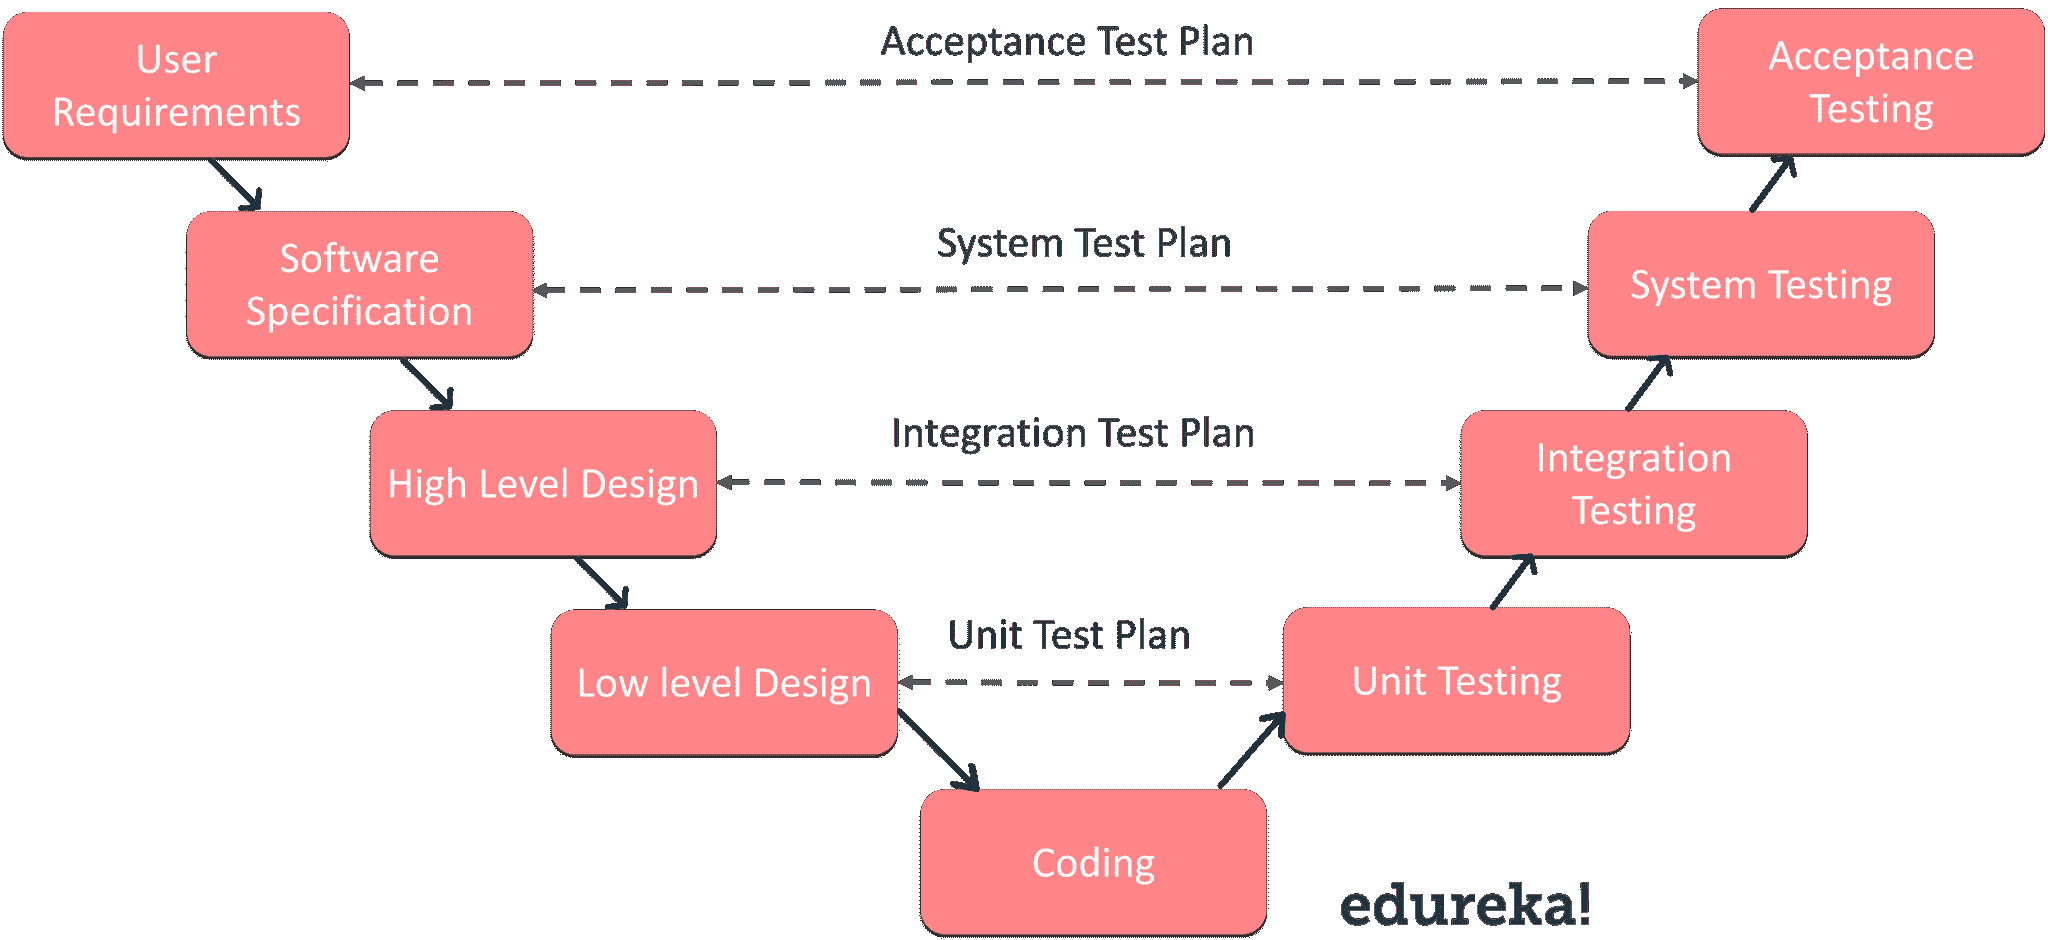 User
Requirements
Acceptance Test Plan
Acceptance
Testing
Software
Specification
System Test Plan
System Testing
High Level Design
Integration Test Plan
Integration
Testing
Low level Design
Unit Test Plan
Unit Testing
Coding
edureka!